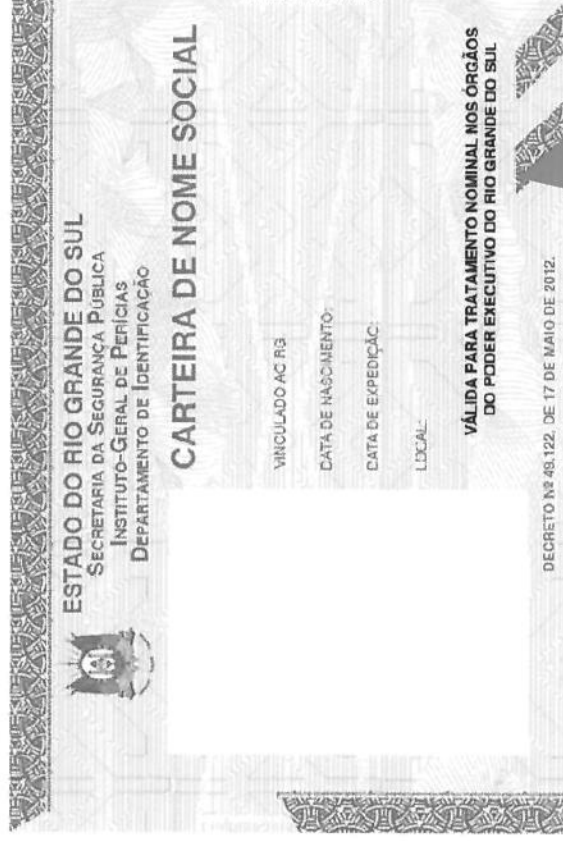 ESTADO DO RIO GRANDE DO SUL
SECRETARIA DA SEGURANÇA PÚBLICA
INSTITUTO-GERAL DE PERÍCIAS
DEPARTAMENTO DE IDENTIFICAÇÃO
CARTEIRA DE NOME SOCIAL
VINCULADO AO RG:
DATA DE NASCIMENTO:
DATA DE EXPEDIÇÃO:
LOCAL:
VÁLIDA PARA TRATAMENTO NOMINAL NOS ÓRGÃOS
DO PODER EXECUTIVO DO RIO GRANDE DO SUL
DECRETO Nº 49.122, DE 17 DE MAIO DE 2012.